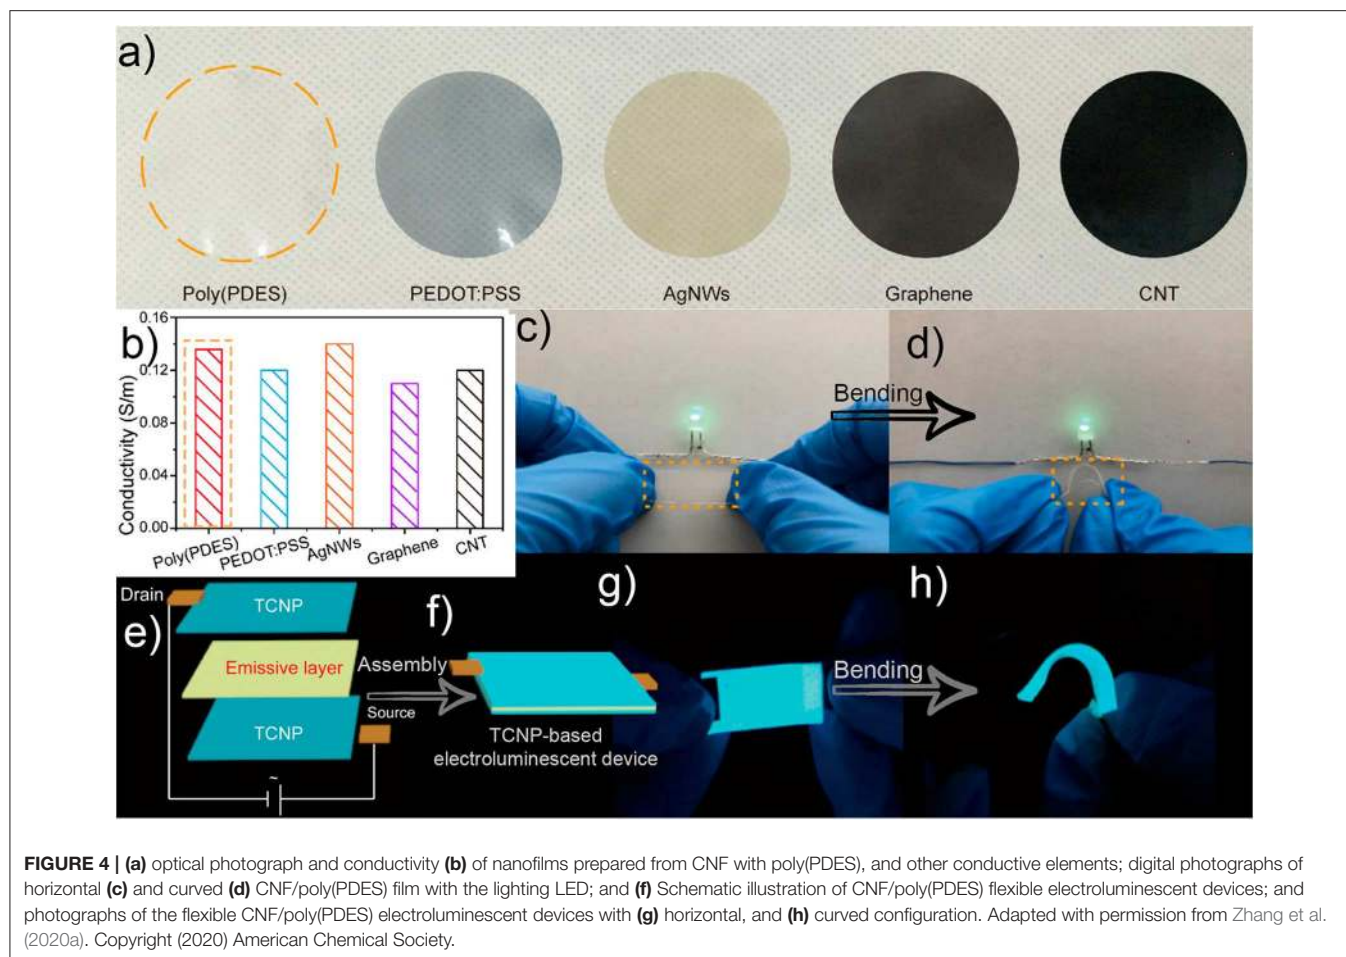 a)
Poly(PDES)
PEDOT:PSS
AgNWs
Graphene
CNT
b)
Conductivity (S/m)
0.16
0.12
0.08
0.04
0.00
Poly(PDES)
PEDOT:PSS
AgNWs
Graphene
CNT
c)
Bending
d)
e)
Drain
TCNP
Emissive layer
TCNP
Source
~
Assembly
f)
TCNP-based
electroluminescent device
g)
Bending
h)
FIGURE 4 | (a) optical photograph and conductivity (b) of nanofilms prepared from CNF with poly(PDES), and other conductive elements; digital photographs of
horizontal (c) and curved (d) CNF/poly(PDES) film with the lighting LED; and (f) Schematic illustration of CNF/poly(PDES) flexible electroluminescent devices; and
photographs of the flexible CNF/poly(PDES) electroluminescent devices with (g) horizontal, and (h) curved configuration. Adapted with permission from Zhang et al.
(2020a). Copyright (2020) American Chemical Society.